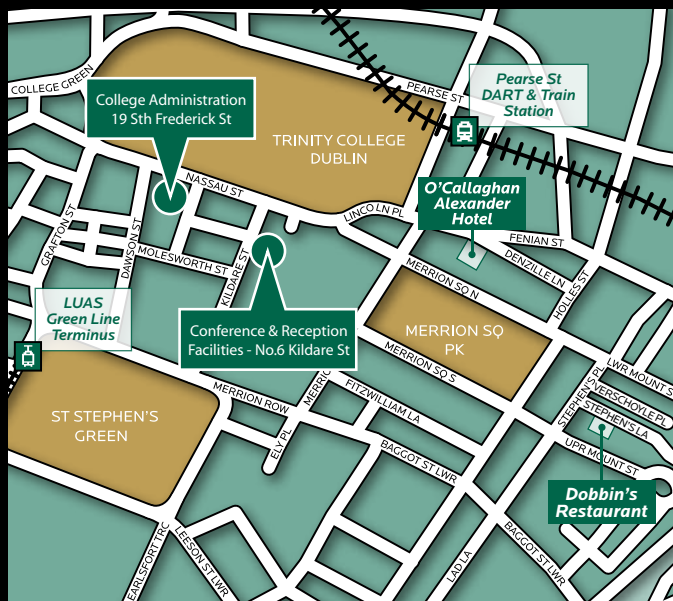 COLLEGE GREEN
College Administration
19 Sth Frederick St
PEARSE ST
Pearse St
DART & Train
Station
TRINITY COLLEGE
DUBLIN
NASSAU ST
LINCOLN PL
O'Callaghan
Alexander
Hotel
GRAFTON ST
DAWSON ST
MOLESWORTH ST
KILDARE ST
FENIAN ST
DENZILLE LN
HOLLES ST
MERRION SQ N
LUAS
Green Line
Terminus
Conference & Reception
Facilities - No.6 Kildare St
MERRION SQ
PK
MERRION SQ S
LWR MOUNT S
VERSCHOYLE PL
STEPHEN'S PL
STEPHEN'S LA
UPR MOUNT ST
ST STEPHEN'S
GREEN
MERRION ROW
MERRIO
FITZWILLIAM LA
ELY PL
BAGGOT ST LWR
Dobbin's
Restaurant
EARLSFORT TRC
LEESON ST LWR
LAD LA
BAGGOT ST LWR